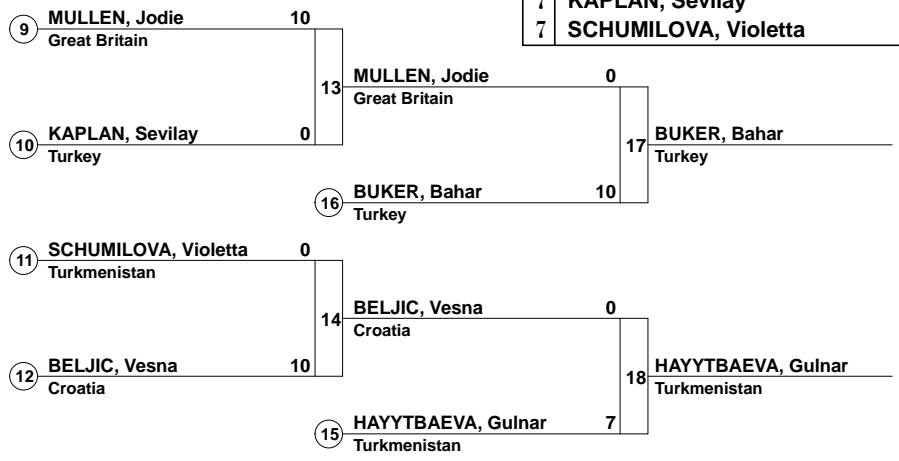 7 KAPLAN, Sevilay
7 SCHUMILOVA, Violetta
9 MULLEN, Jodie 10
Great Britain
13 MULLEN, Jodie 0
Great Britain
10 KAPLAN, Sevilay 0
Turkey
17 BUKER, Bahar
Turkey
16 BUKER, Bahar 10
Turkey
11 SCHUMILOVA, Violetta 0
Turkmenistan
14 BELJIC, Vesna 0
Croatia
12 BELJIC, Vesna 10
Croatia
18 HAYYTBAEVA, Gulnar
Turkmenistan
15 HAYYTBAEVA, Gulnar 7
Turkmenistan